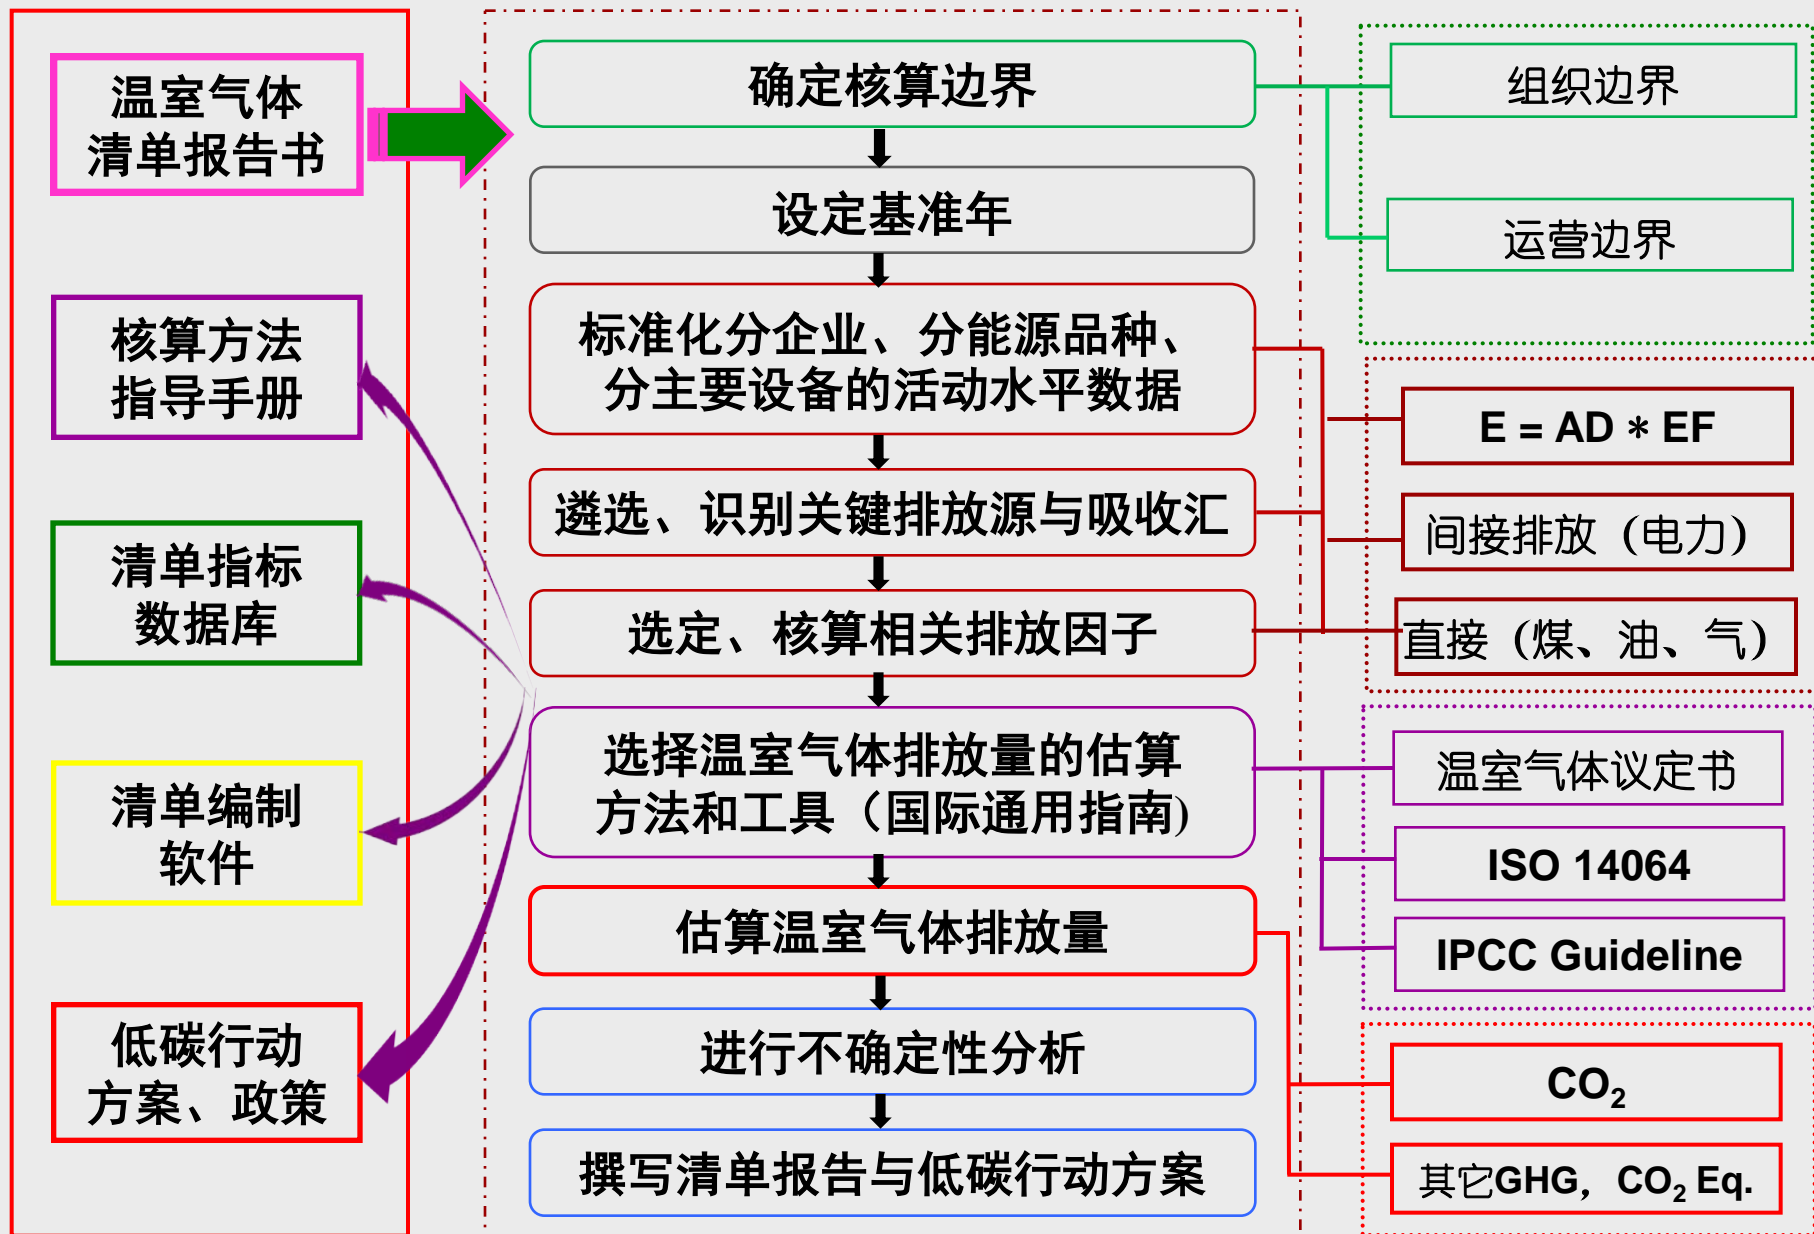 温室气体
清单报告书
核算方法
指导手册
清单指标
数据库
清单编制
软件
低碳行动
方案、政策
确定核算边界
设定基准年
标准化分企业、分能源品种、
分主要设备的活动水平数据
遴选、识别关键排放源与吸收汇
选定、核算相关排放因子
选择温室气体排放量的估算
方法和工具（国际通用指南)
估算温室气体排放量
进行不确定性分析
撰写清单报告与低碳行动方案
组织边界
运营边界
E = AD * EF
间接排放（电力）
直接（煤、油、气）
温室气体议定书
ISO 14064
IPCC Guideline
CO₂
其它GHG，CO₂ Eq.